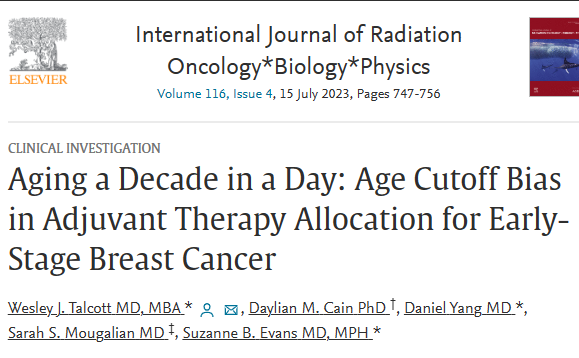 International Journal of Radiation
Oncology*Biology*Physics
ELSEVIER
Volume 116, Issue 4, 15 July 2023, Pages 747-756
CLINICAL INVESTIGATION
Aging a Decade in a Day: Age Cutoff Bias
in Adjuvant Therapy Allocation for Early-
Stage Breast Cancer
Wesley J. Talcott MD, MBA *, Daylian M. Cain PhD †, Daniel Yang MD *,
Sarah S. Mougalian MD ‡, Suzanne B. Evans MD, MPH *